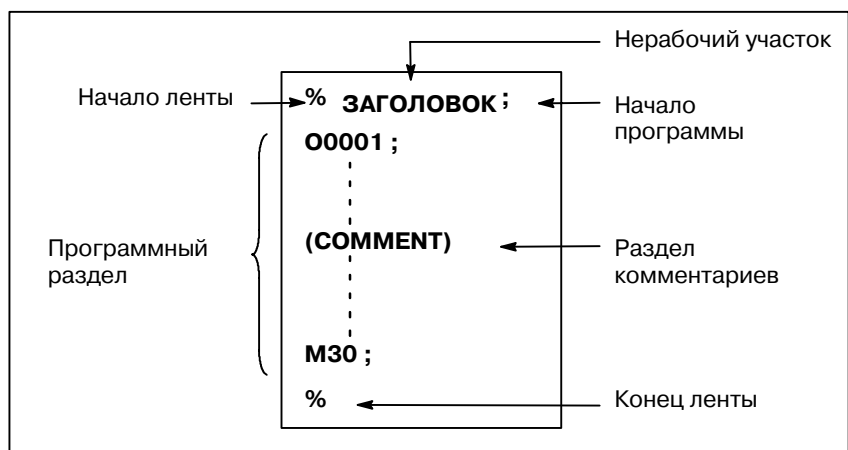 Нерабочий участок
Начало ленты
% ЗАГОЛОВОК ;
Начало
программы
O0001 ;
Программный
раздел
(COMMENT)
Раздел
комментариев
M30 ;
%
Конец ленты